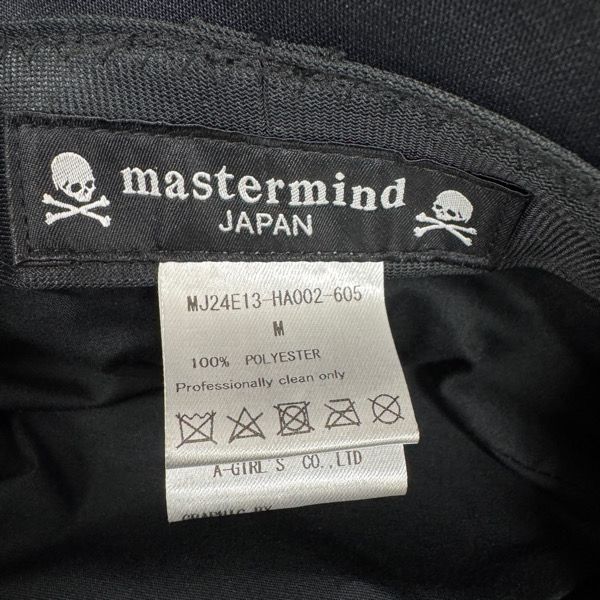 mastermind
JAPAN
MJ24E13-HA002-605
M
100% POLYESTER
Professionally clean only
A-GIRL'S CO.,LTD